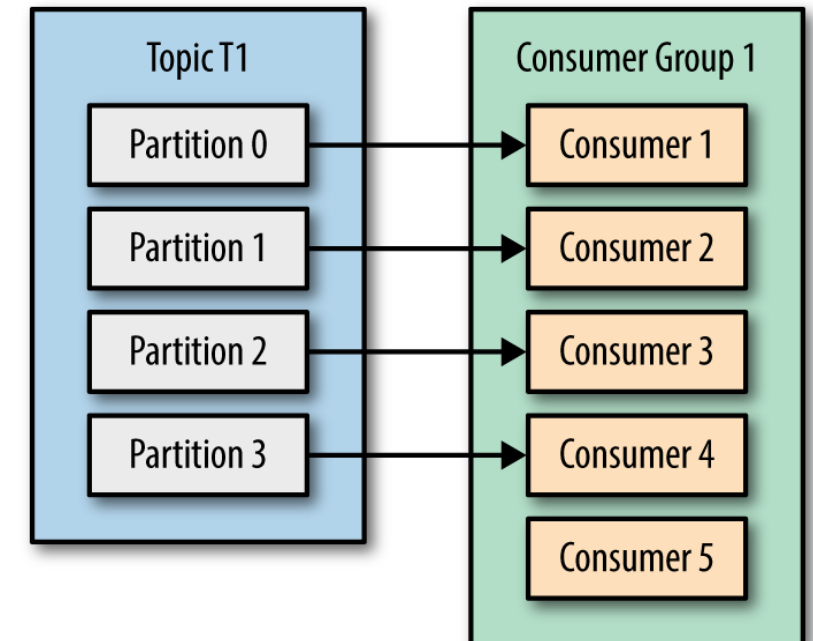 Topic T1
Partition 0
Partition 1
Partition 2
Partition 3
Consumer Group 1
Consumer 1
Consumer 2
Consumer 3
Consumer 4
Consumer 5